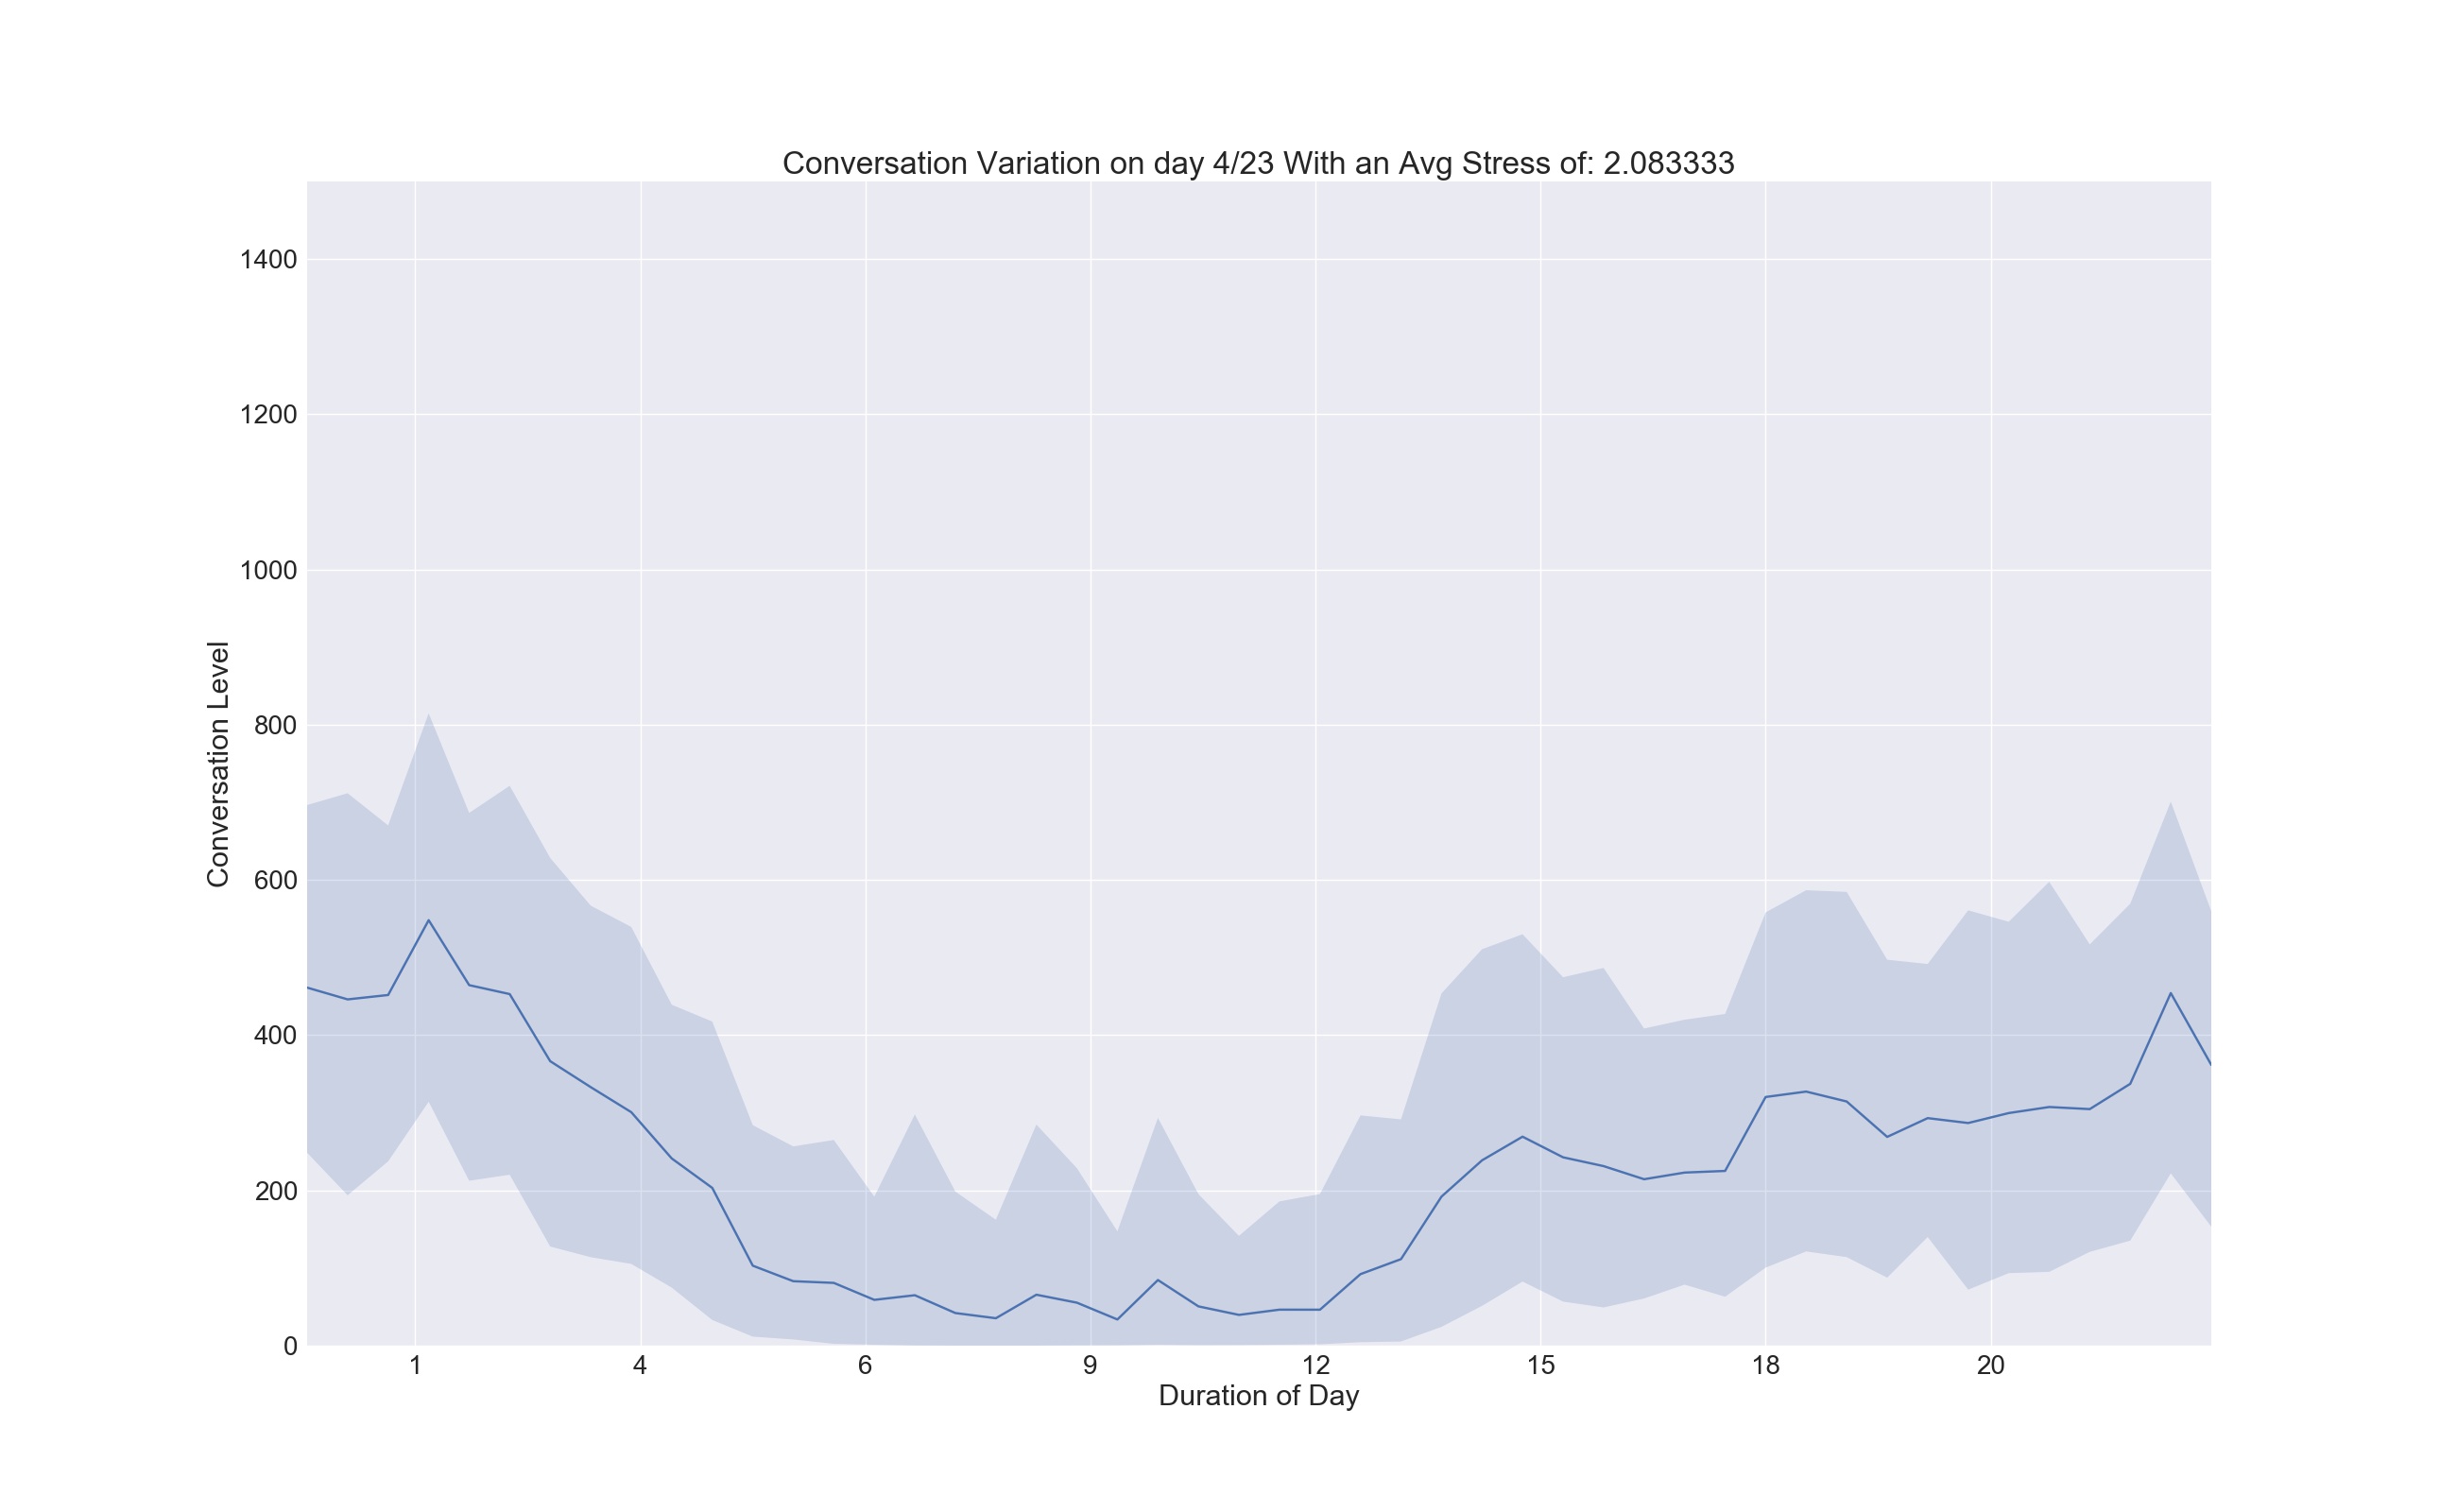 Conversation Variation on day 4/23 With an Avg Stress of: 2.083333
1400
1200
1000
800
600
400
200
0
Conversation Level
1 4 6 9 12 15 18 20
Duration of Day